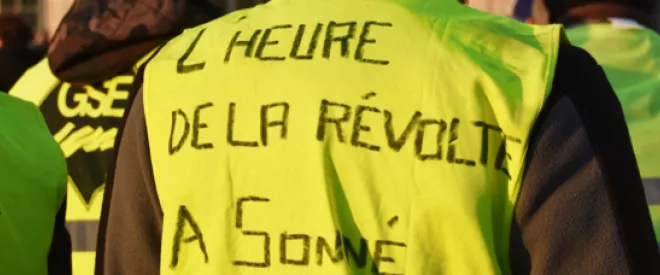 L'HEURE
DE LA RÉVOLTE
A SONNÉ